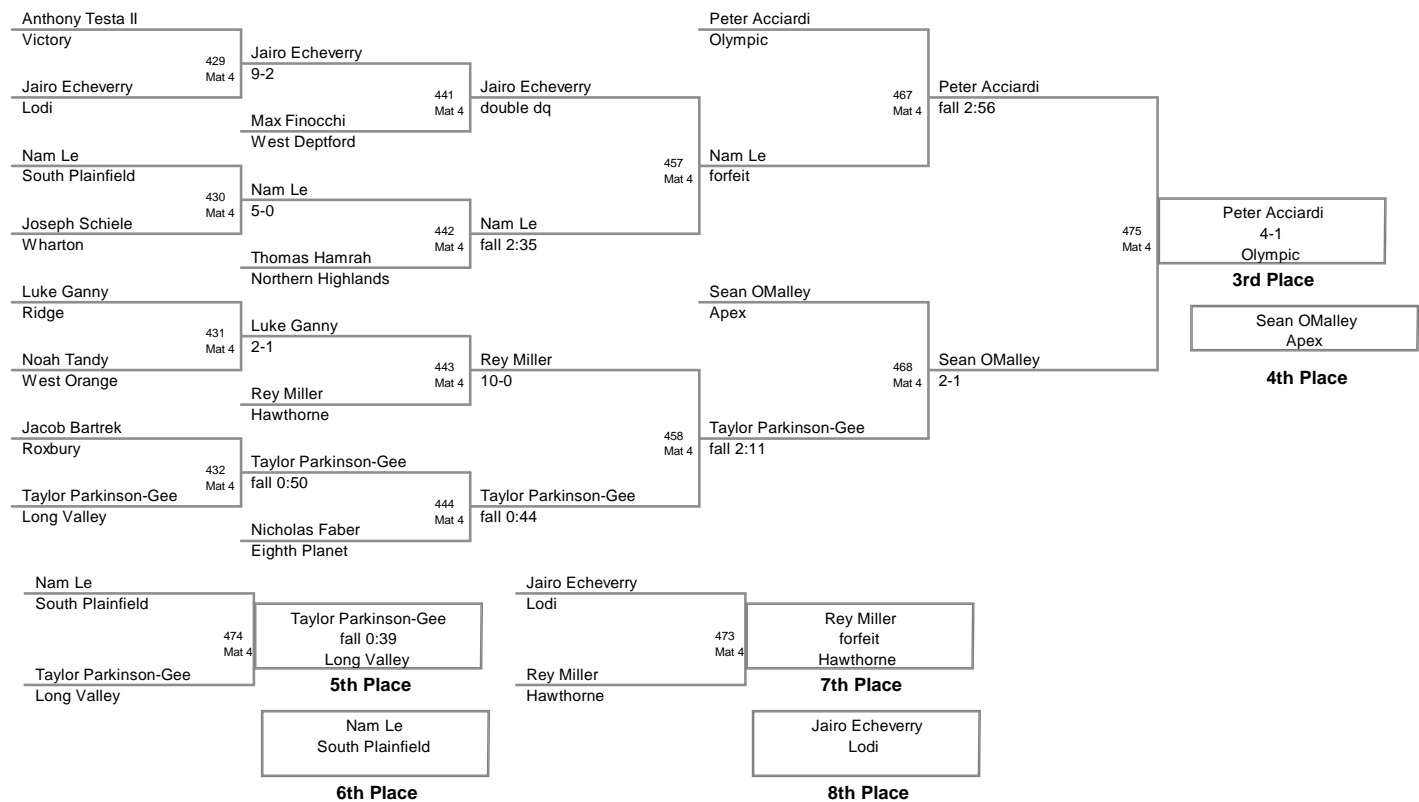 Anthony Testa II
Victory
429
Mat 4
Jairo Echeverry
Lodi
Jairo Echeverry
9-2
441
Mat 4
Max Finocchi
West Deptford
Jairo Echeverry
double dq
Nam Le
South Plainfield
430
Mat 4
Joseph Schiele
Wharton
Nam Le
5-0
442
Mat 4
Thomas Hamrah
Northern Highlands
Nam Le
fall 2:35
457
Mat 4
Luke Ganny
Ridge
431
Mat 4
Noah Tandy
West Orange
Luke Ganny
2-1
443
Mat 4
Rey Miller
Hawthorne
Rey Miller
10-0
Jacob Bartrek
Roxbury
432
Mat 4
Taylor Parkinson-Gee
Long Valley
Taylor Parkinson-Gee
fall 0:50
444
Mat 4
Nicholas Faber
Eighth Planet
Taylor Parkinson-Gee
fall 0:44
458
Mat 4
Peter Acciardi
Olympic
467
Mat 4
Nam Le
forfeit
Peter Acciardi
fall 2:56
Sean OMalley
Apex
468
Mat 4
Taylor Parkinson-Gee
fall 2:11
Sean OMalley
2-1
475
Mat 4
Peter Acciardi
4-1
Olympic
3rd Place
Sean OMalley
Apex
4th Place
Nam Le
South Plainfield
474
Mat 4
Taylor Parkinson-Gee
Long Valley
Taylor Parkinson-Gee
fall 0:39
Long Valley
5th Place
Nam Le
South Plainfield
6th Place
Jairo Echeverry
Lodi
473
Mat 4
Rey Miller
Hawthorne
Rey Miller
forfeit
Hawthorne
7th Place
Jairo Echeverry
Lodi
8th Place